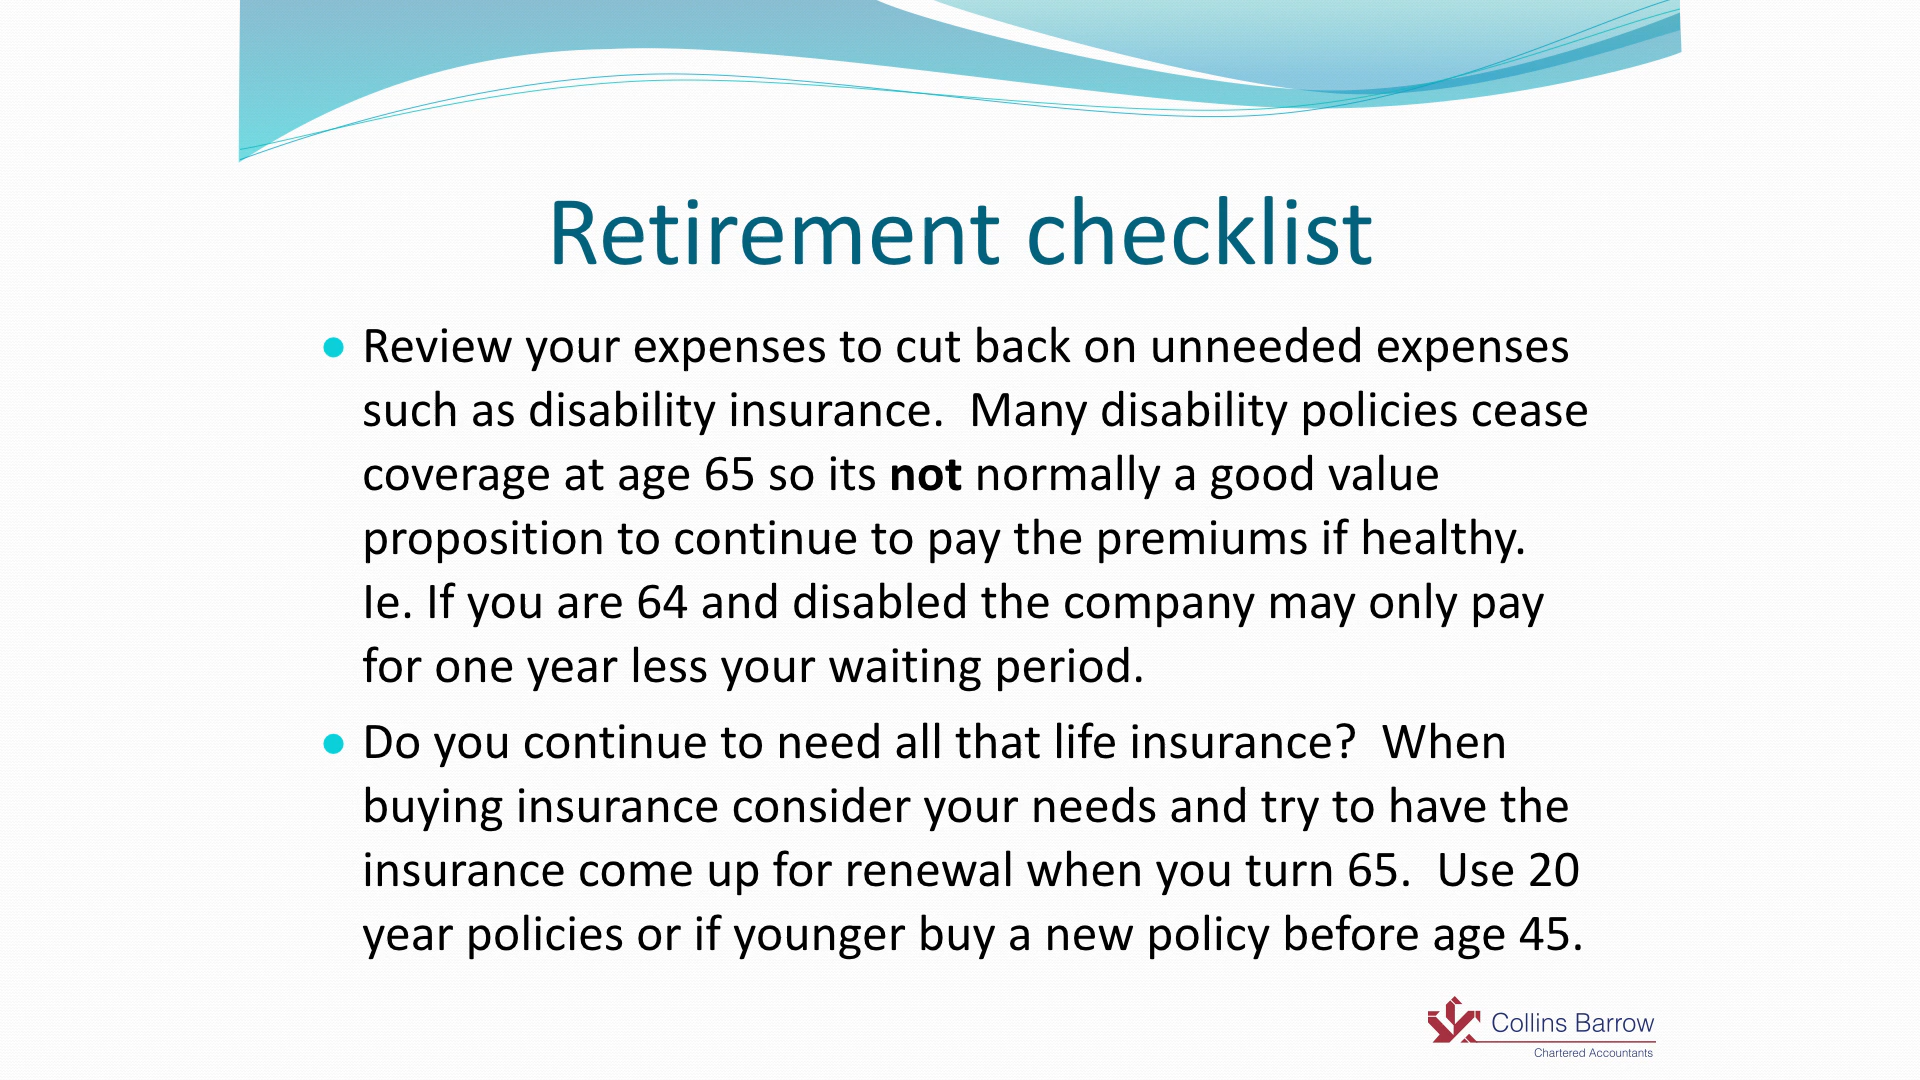 Retirement checklist
• Review your expenses to cut back on unneeded expenses
such as disability insurance.  Many disability policies cease
coverage at age 65 so its not normally a good value
proposition to continue to pay the premiums if healthy.
Ie. If you are 64 and disabled the company may only pay
for one year less your waiting period.
• Do you continue to need all that life insurance?  When
buying insurance consider your needs and try to have the
insurance come up for renewal when you turn 65.  Use 20
year policies or if younger buy a new policy before age 45.
Collins Barrow
Chartered Accountants